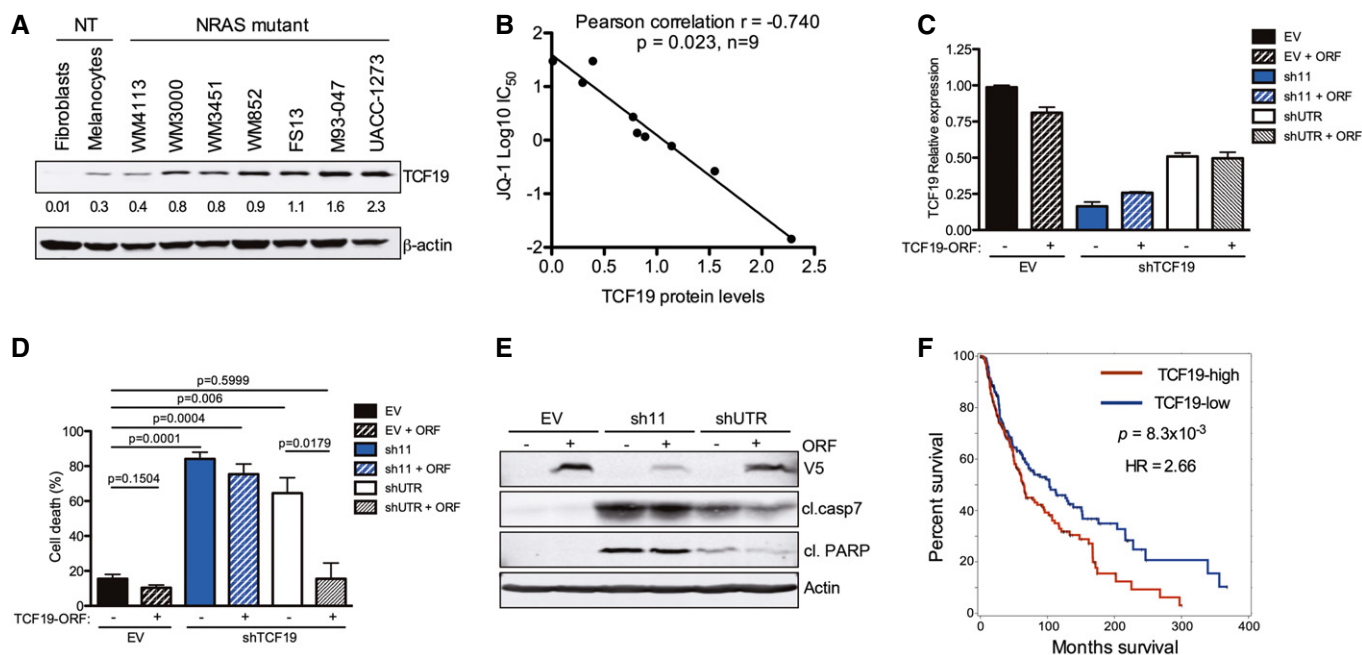 A
NT
NRAS mutant
Fibroblasts
Melanocytes
WM4113
WM3000
WM3451
WM852
FS13
M93-047
UACC-1273
TCF19
0.01 0.3 0.4 0.8 0.8 0.9 1.1 1.6 2.3
β-actin
B
Pearson correlation r = -0.740
p = 0.023, n=9
JQ-1 Log10 IC50
2
1
0
-1
-2
0.0 0.5 1.0 1.5 2.0 2.5
TCF19 protein levels
C
TCF19 Relative expression
1.25
1.00
0.75
0.50
0.25
0.00
TCF19-ORF: - + - + - +
EV shTCF19
EV
EV + ORF
sh11
sh11 + ORF
shUTR
shUTR + ORF
D
p=0.5999
p=0.006
p=0.0004
p=0.0001
p=0.0179
p=0.1504
Cell death (%)
100
80
60
40
20
0
TCF19-ORF: - + - + - +
EV shTCF19
EV
EV + ORF
sh11
sh11 + ORF
shUTR
shUTR + ORF
E
EV sh11 shUTR
- + - + - + ORF
V5
cl.casp7
cl. PARP
Actin
F
TCF19-high
TCF19-low
p = 8.3x10-3
HR = 2.66
Percent survival
100
80
60
40
20
0
0 100 200 300 400
Months survival